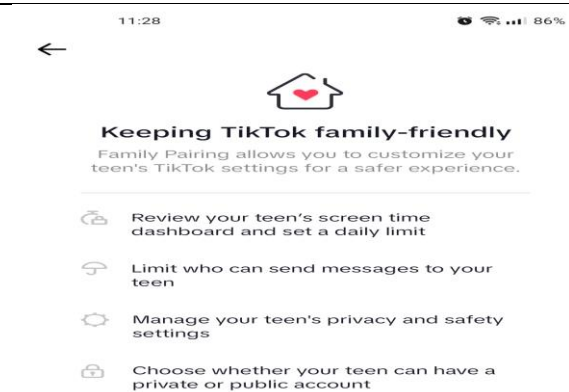 11:28
86%
Keeping TikTok family-friendly
Family Pairing allows you to customize your
teen's TikTok settings for a safer experience.
Review your teen's screen time
dashboard and set a daily limit
Limit who can send messages to your
teen
Manage your teen's privacy and safety
settings
Choose whether your teen can have a
private or public account